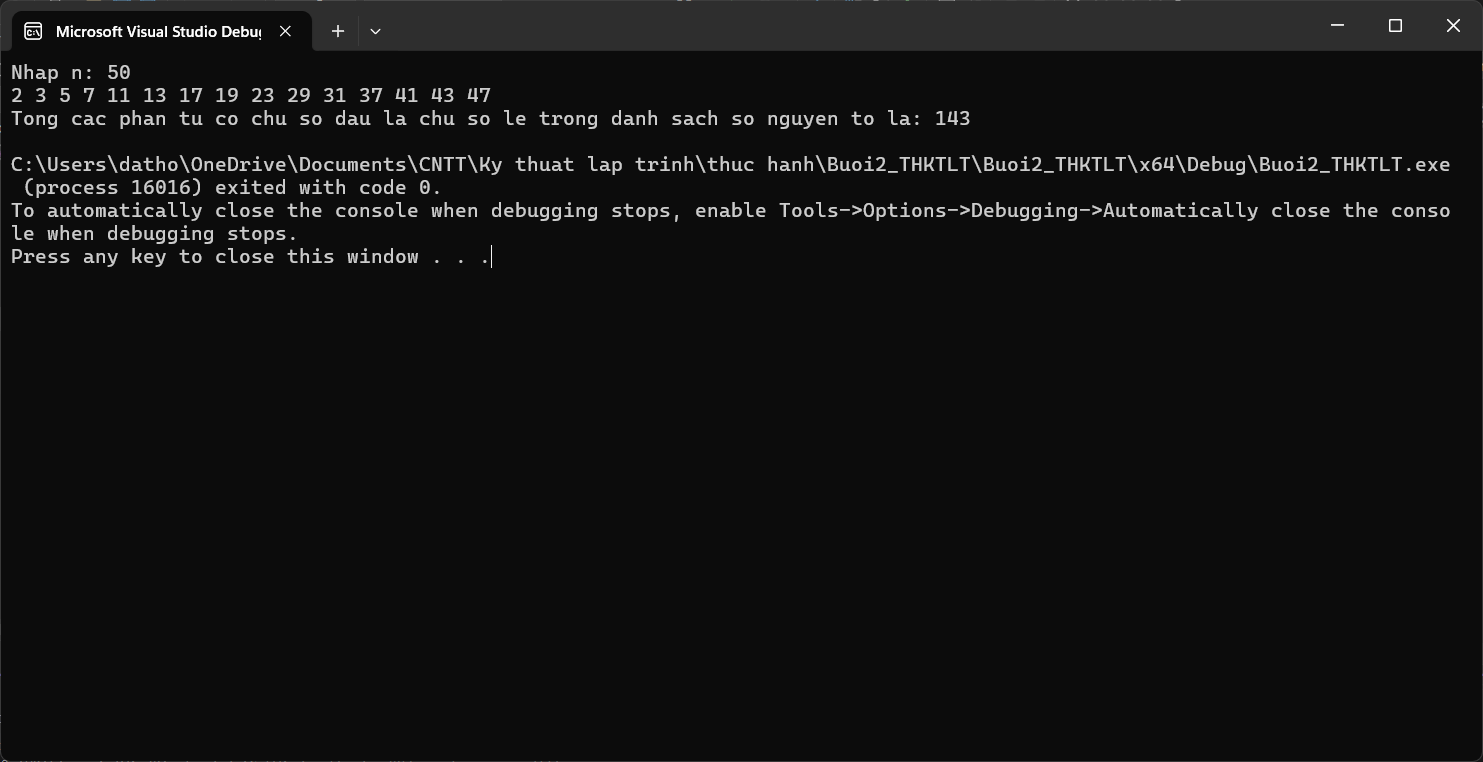 Microsoft Visual Studio Debu
Nhap n: 50
2 3 5 7 11 13 17 19 23 29 31 37 41 43 47
Tong cac phan tu co chu so dau la chu so le trong danh sach so nguyen to la: 143
C:\Users\datho\OneDrive\Documents\CNTT\Ky thuat lap trinh\thuc hanh\Buoi2_THKTLT\Buoi2_THKTLT\x64\Debug\Buoi2_THKTLT.exe
(process 16016) exited with code 0.
To automatically close the console when debugging stops, enable Tools->Options->Debugging->Automatically close the conso
le when debugging stops.
Press any key to close this window . . .